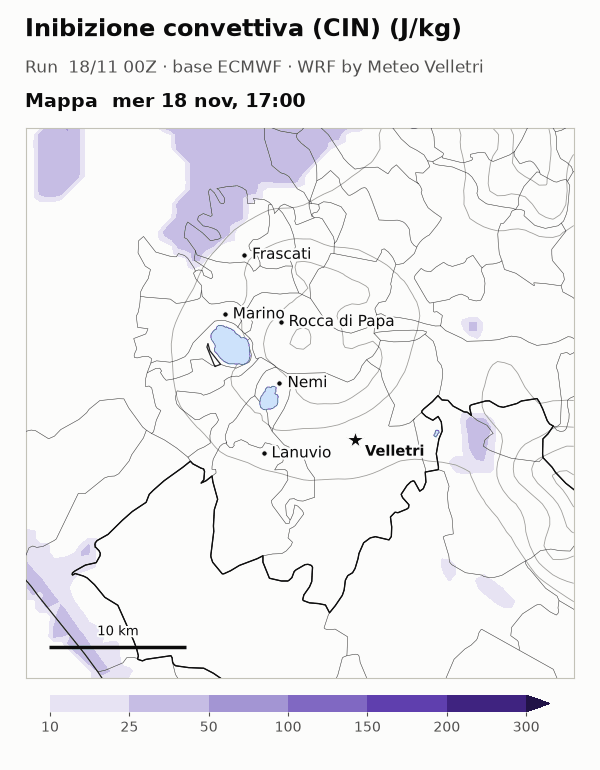 Inibizione convettiva (CIN) (J/kg)
Run  18/11 00Z · base ECMWF · WRF by Meteo Velletri
Mappa  mer 18 nov, 17:00
Frascati
Marino
Rocca di Papa
Nemi
Velletri
Lanuvio
10 km
10 25 50 100 150 200 300